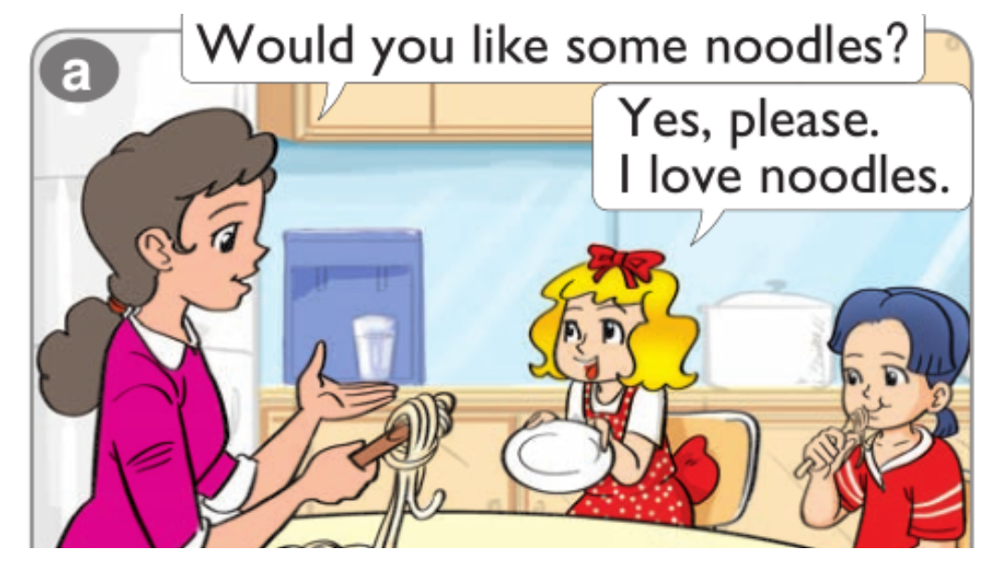 a
Would you like some noodles?
Yes, please.
I love noodles.